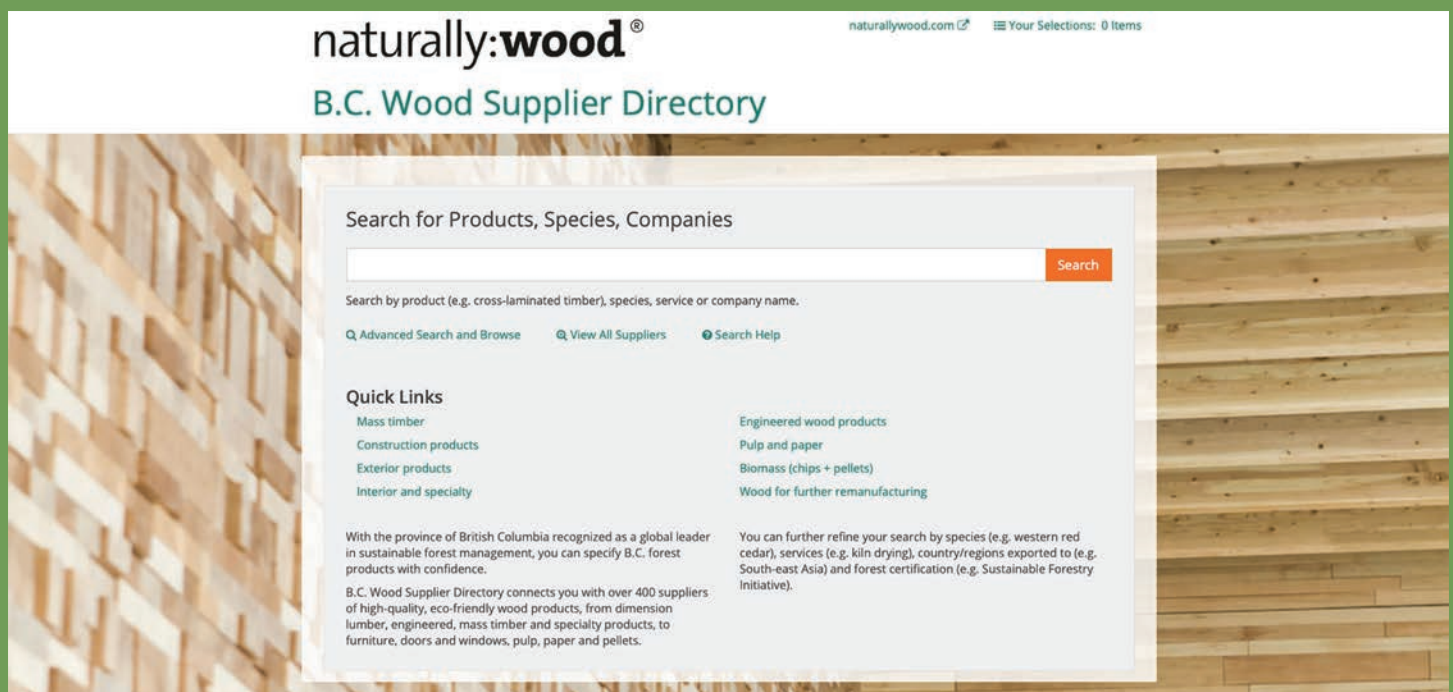 naturally:wood®
naturallywood.com
Your Selections: 0 Items
B.C. Wood Supplier Directory
Search for Products, Species, Companies
Search
Search by product (e.g. cross-laminated timber), species, service or company name.
Advanced Search and Browse
View All Suppliers
Search Help
Quick Links
Mass timber
Construction products
Exterior products
Interior and specialty
Engineered wood products
Pulp and paper
Biomass (chips + pellets)
Wood for further remanufacturing
With the province of British Columbia recognized as a global leader
in sustainable forest management, you can specify B.C. forest
products with confidence.
B.C. Wood Supplier Directory connects you with over 400 suppliers
of high-quality, eco-friendly wood products, from dimension
lumber, engineered, mass timber and specialty products, to
furniture, doors and windows, pulp, paper and pellets.
You can further refine your search by species (e.g. western red
cedar), services (e.g. kiln drying), country/regions exported to (e.g.
South-east Asia) and forest certification (e.g. Sustainable Forestry
Initiative).